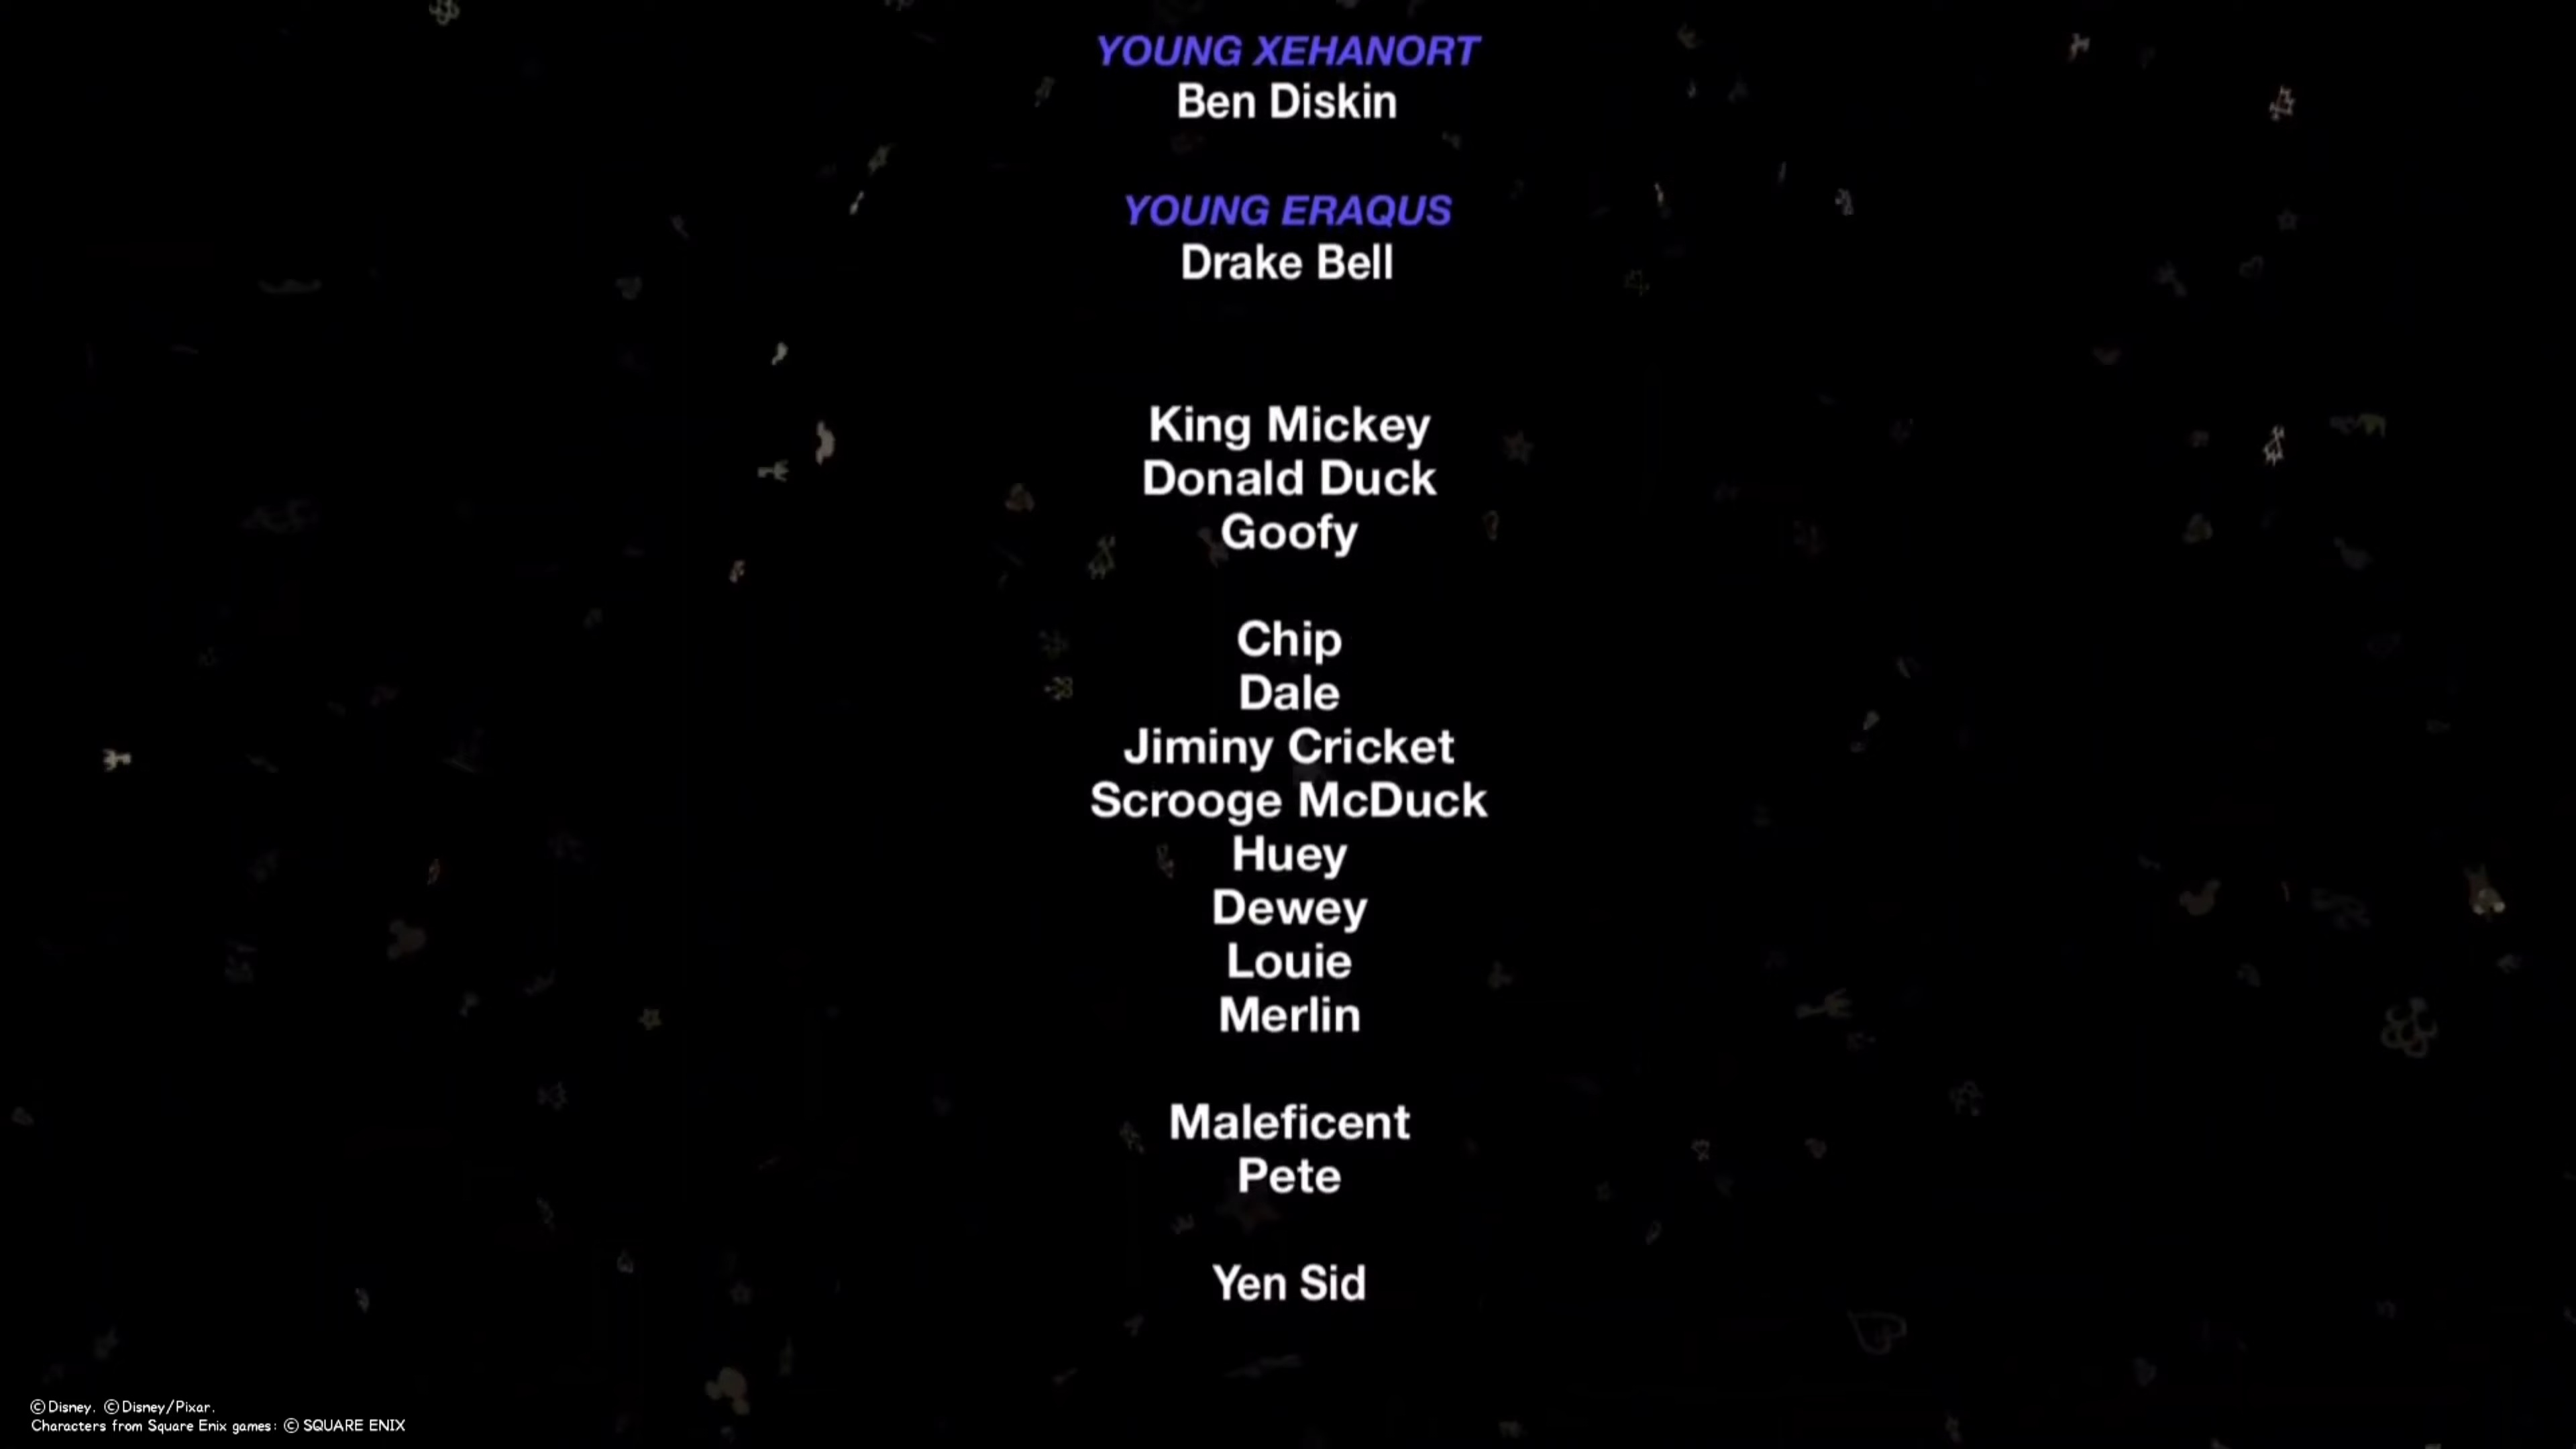 YOUNG XEHANORT
Ben Diskin
YOUNG ERAQUS
Drake Bell
King Mickey
Donald Duck
Goofy
Chip
Dale
Jiminy Cricket
Scrooge McDuck
Huey
Dewey
Louie
Merlin
Maleficent
Pete
Yen Sid
©Disney. ©Disney/Pixar.
Characters from Square Enix games: © SQUARE ENIX